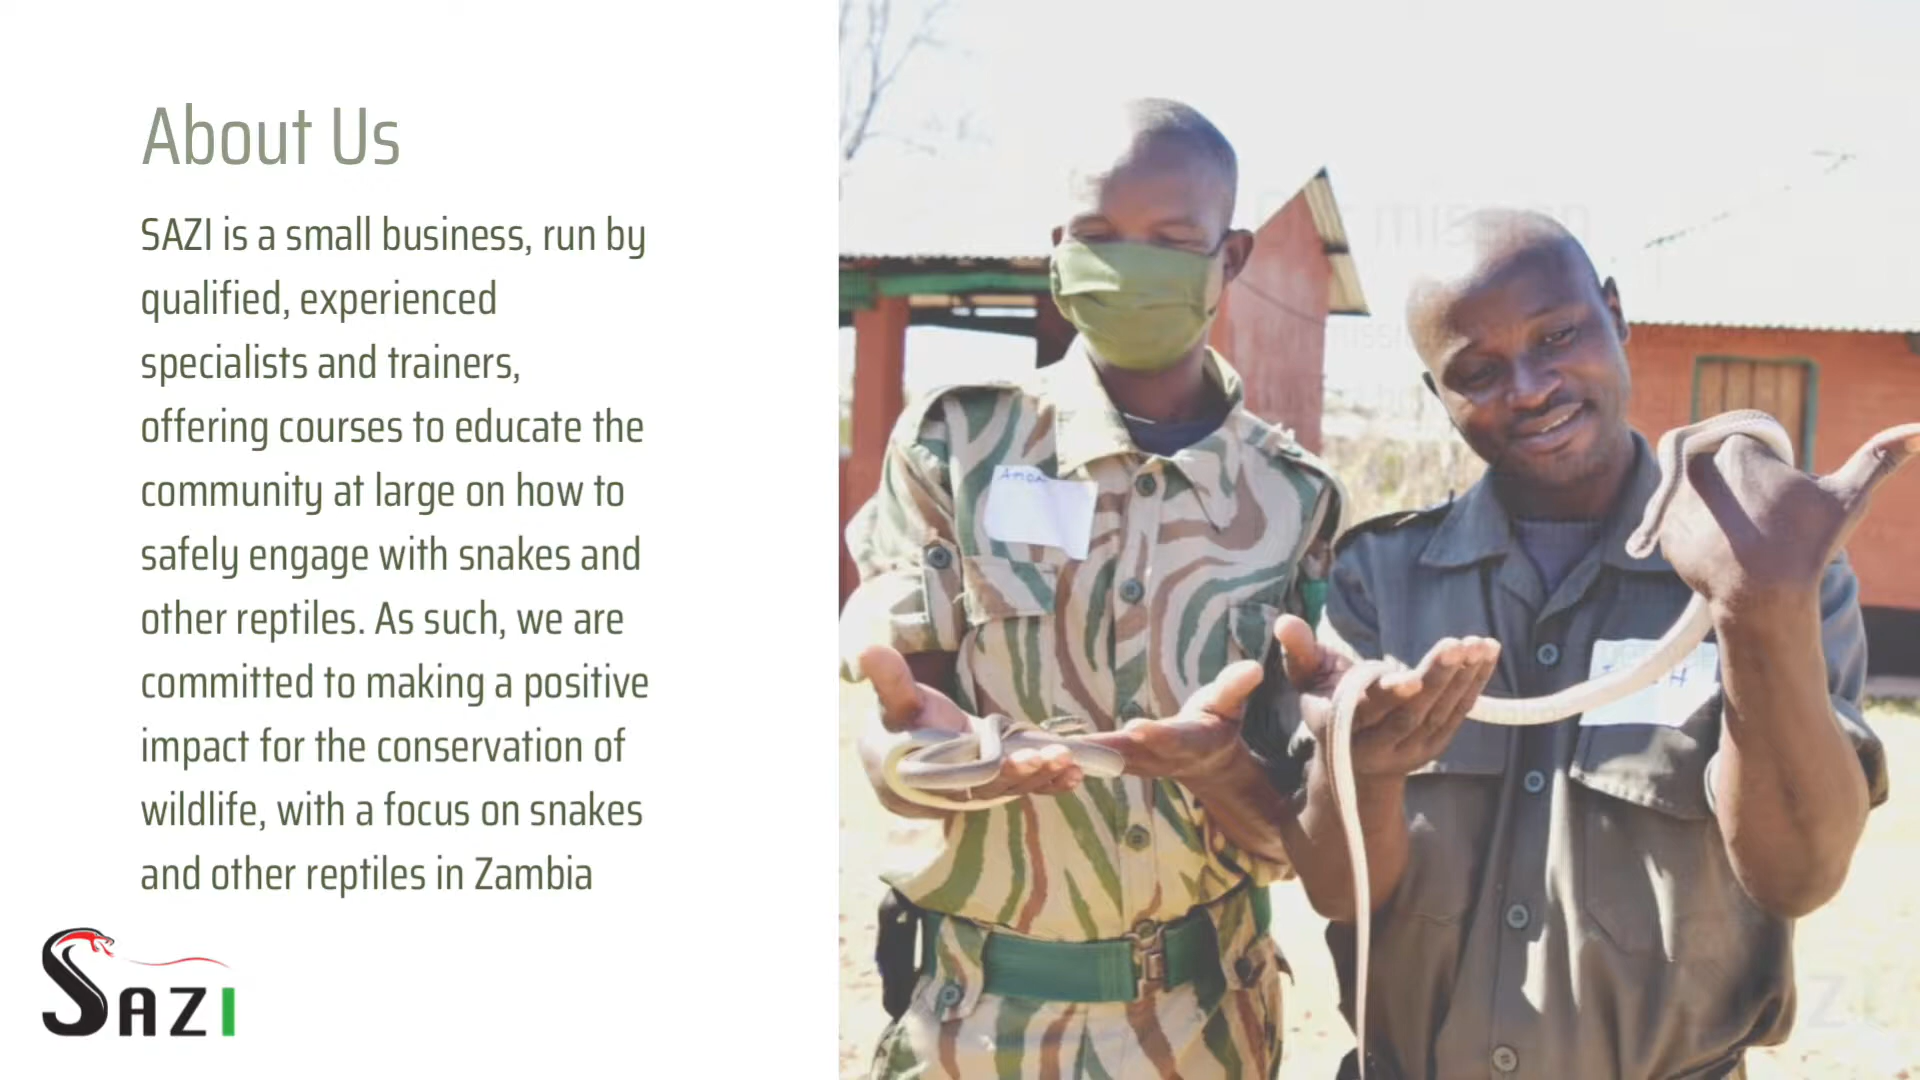 About Us
SAZI is a small business, run by
qualified, experienced
specialists and trainers,
offering courses to educate the
community at large on how to
safely engage with snakes and
other reptiles. As such, we are
committed to making a positive
impact for the conservation of
wildlife, with a focus on snakes
and other reptiles in Zambia
SAZI
mission